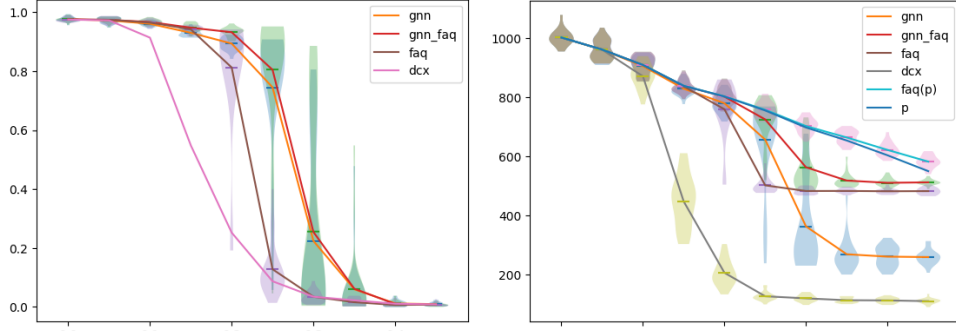 1.0
0.8
0.6
0.4
0.2
0.0
gnn
gnn_faq
faq
dcx
1000
800
600
400
200
gnn
gnn_faq
faq
dcx
faq(p)
p